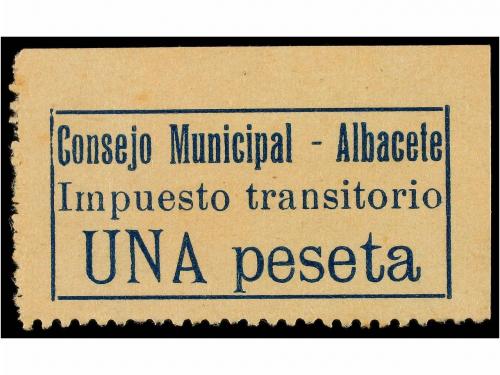 Consejo Municipal - Albacete
Impuesto transitorio
UNA peseta